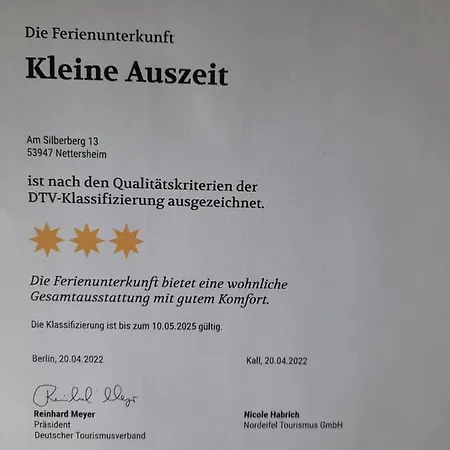 Die Ferienunterkunft
Kleine Auszeit
Am Silberberg 13
53947 Nettersheim
ist nach den Qualitätskriterien der
DTV-Klassifizierung ausgezeichnet.
Die Ferienunterkunft bietet eine wohnliche
Gesamtausstattung mit gutem Komfort.
Die Klassifizierung ist bis zum 10.05.2025 gültig.
Berlin, 20.04.2022
Kall, 20.04.2022
Reinhard Meyer
Präsident
Deutscher Tourismusverband
Nicole Habrich
Nordeifel Tourismus GmbH